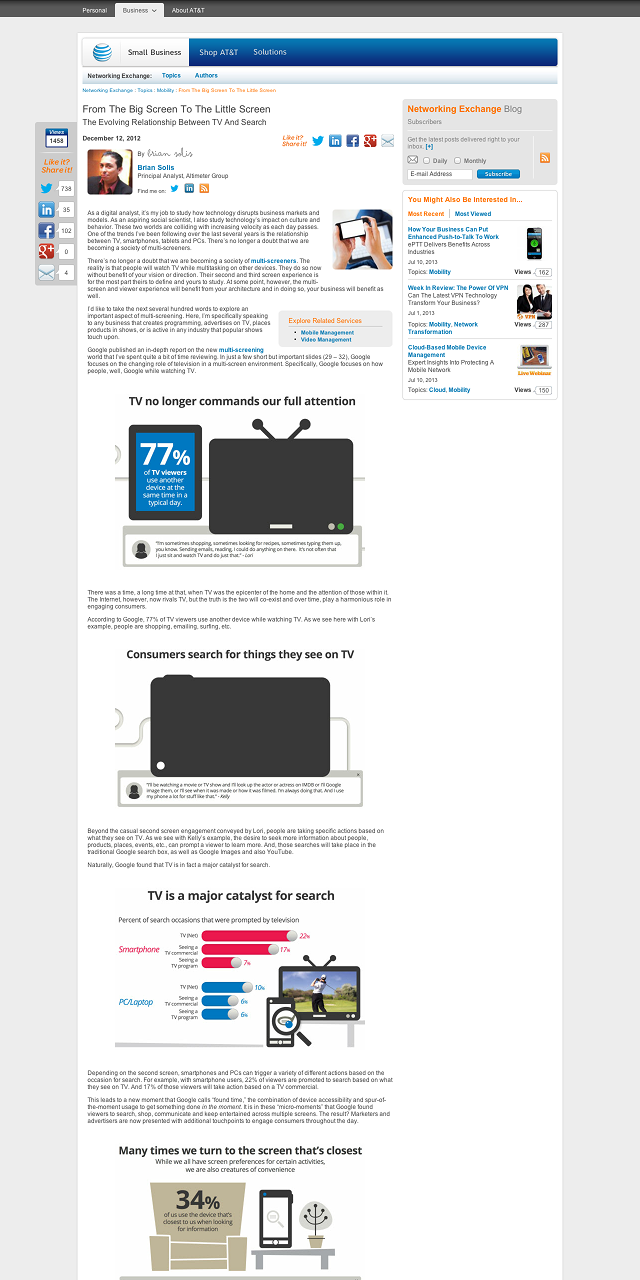 Personal
Business
About AT&T
Small Business
Shop AT&T
Solutions
Networking Exchange:
Topics
Authors
Networking Exchange : Topics : Mobility : From The Big Screen To The Little Screen
From The Big Screen To The Little Screen
The Evolving Relationship Between TV And Search
December 12, 2012
Like it?
Share it!
By brian solis
Brian Solis
Principal Analyst, Altimeter Group
Find me on:
Views
1458
Like it?
Share it!
738
35
102
0
4
As a digital analyst, it's my job to study how technology disrupts business markets and
models. As an aspiring social scientist, I also study technology's impact on culture and
behavior. These two worlds are colliding with increasing velocity as each day passes.
One of the trends I've been following over the last several years is the relationship
between TV, smartphones, tablets and PCs. There's no longer a doubt that we are
becoming a society of multi-screeners.
There's no longer a doubt that we are becoming a society of multi-screeners. The
reality is that people will watch TV while multitasking on other devices. They do so now
without benefit of your vision or direction. Their second and third screen experience is
for the most part theirs to define and yours to study. At some point, however, the multi-
screen and viewer experience will benefit from your architecture and in doing so, your business will benefit as
well.
I'd like to take the next several hundred words to explore an
important aspect of multi-screening. Here, I'm specifically speaking
to any business that creates programming, advertises on TV, places
products in shows, or is active in any industry that popular shows
touch upon.
Explore Related Services
• Mobile Management
• Video Management
Google published an in-depth report on the new multi-screening
world that I've spent quite a bit of time reviewing. In just a few short but important slides (29 – 32), Google
focuses on the changing role of television in a multi-screen environment. Specifically, Google focuses on how
people, well, Google while watching TV.
TV no longer commands our full attention
77%
of TV viewers
use another
device at the
same time in a
typical day.
"I'm sometimes shopping, sometimes looking for recipes, sometimes typing them up,
you know. Sending emails, reading, I could do anything on there. It's not often that
I just sit and watch TV and do just that." - Lori
There was a time, a long time at that, when TV was the epicenter of the home and the attention of those within it.
The Internet, however, now rivals TV, but the truth is the two will co-exist and over time, play a harmonious role in
engaging consumers.
According to Google, 77% of TV viewers use another device while watching TV. As we see here with Lori's
example, people are shopping, emailing, surfing, etc.
Consumers search for things they see on TV
"I'll be watching a movie or TV show and I'll look up the actor or actress on IMDB or I'll Google
image them, or I'll see when it was made or how it was filmed. I'm always doing that. And I use
my phone a lot for stuff like that." - Kelly
Beyond the casual second screen engagement conveyed by Lori, people are taking specific actions based on
what they see on TV. As we see with Kelly's example, the desire to seek more information about people,
products, places, events, etc., can prompt a viewer to learn more. And, those searches will take place in the
traditional Google search box, as well as Google Images and also YouTube.
Naturally, Google found that TV is in fact a major catalyst for search.
TV is a major catalyst for search
Percent of search occasions that were prompted by television
Smartphone
TV (Net)
22%
Seeing a
TV commercial
17%
Seeing a
TV program
7%
PC/Laptop
TV (Net)
10%
Seeing a
TV commercial
6%
Seeing a
TV program
6%
Depending on the second screen, smartphones and PCs can trigger a variety of different actions based on the
occasion for search. For example, with smartphone users, 22% of viewers are promoted to search based on what
they see on TV. And 17% of those viewers will take action based on a TV commercial.
This leads to a new moment that Google calls "found time," the combination of device accessibility and spur-of-
the-moment usage to get something done in the moment. It is in these "micro-moments" that Google found
viewers to search, shop, communicate and keep entertained across multiple screens. The result? Marketers and
advertisers are now presented with additional touchpoints to engage consumers throughout the day.
Many times we turn to the screen that's closest
While we all have screen preferences for certain activities,
we are also creatures of convenience
34%
of us use the device that's
closest to us when looking
for information
Networking Exchange Blog
Subscribers
Get the latest posts delivered right to your
inbox. [+]
Daily
Monthly
E-mail Address
Subscribe
You Might Also Be Interested In...
Most Recent
Most Viewed
How Your Business Can Put
Enhanced Push-to-Talk To Work
ePTT Delivers Benefits Across
Industries
Jul 10, 2013
Topics: Mobility
Views 162
Week In Review: The Power Of VPN
Can The Latest VPN Technology
Transform Your Business?
Jul 1, 2013
VPN
Topics: Mobility, Network
Transformation
Views 287
Cloud-Based Mobile Device
Management
Expert Insights Into Protecting A
Mobile Network
Live Webinar
Jul 10, 2013
Topics: Cloud, Mobility
Views 150